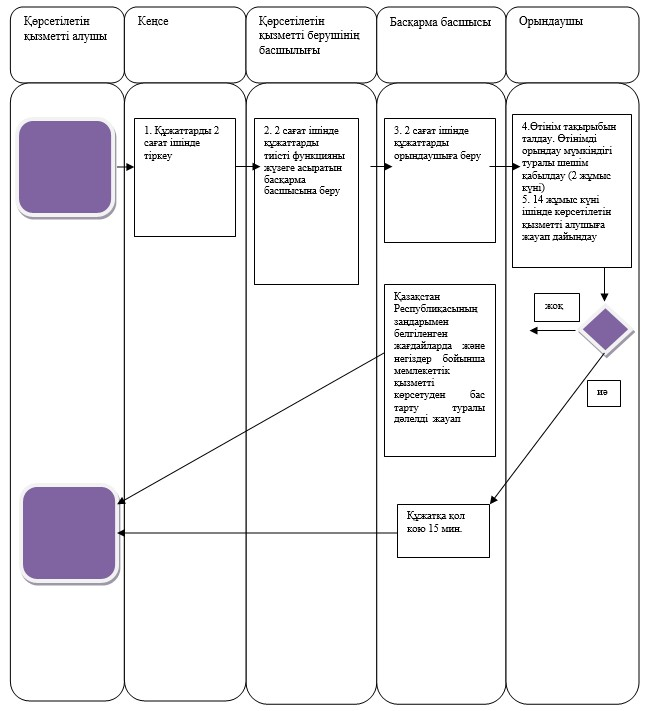 Көрсетілетін
қызметті алушы
Кеңсе
Көрсетілетін
қызметті берушінің
басшылығы
Басқарма басшысы
Орындаушы
1. Құжаттарды 2
сағат ішінде
тіркеу
2. 2 сағат ішінде
құжаттарды
тиісті функцияны
жүзеге асыратын
басқарма
басшысына беру
3. 2 сағат ішінде
құжаттарды
орындаушыға беру
4.Өтінім тақырыбын
талдау. Өтінімді
орындау мүмкіндігі
туралы шешім
қабылдау (2 жұмыс
күні)
5. 14 жұмыс күні
ішінде көрсетілетін
қызметті алушыға
жауап дайындау
Қазақстан
Республикасының
заңдарымен
белгіленген
жағдайларда және
негіздер бойынша
мемлекеттік
қызметті
көрсетуден бас
тарту туралы
дәлелді жауап
жоқ
иә
Құжатқа қол
қою 15 мин.